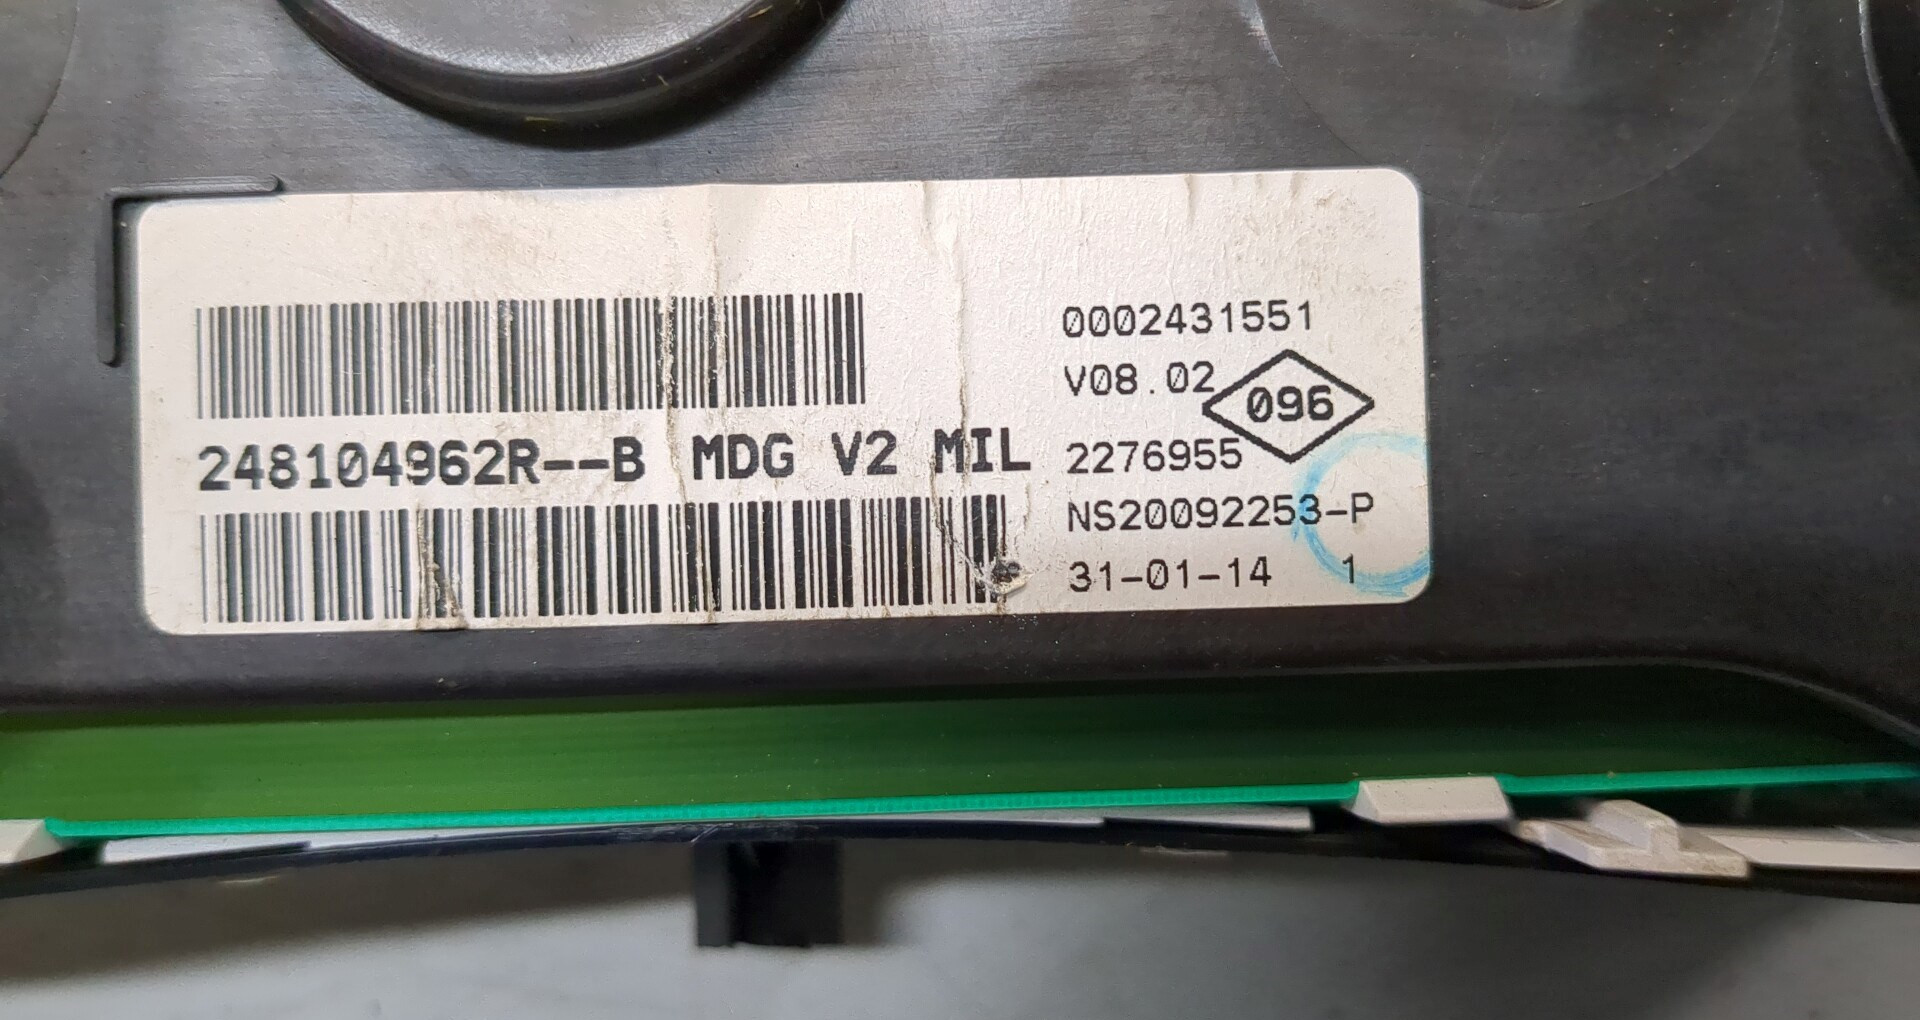 0002431551
V08.02
096
248104962R--B MDG V2 MIL
2276955
NS20092253-P
31-01-14 1